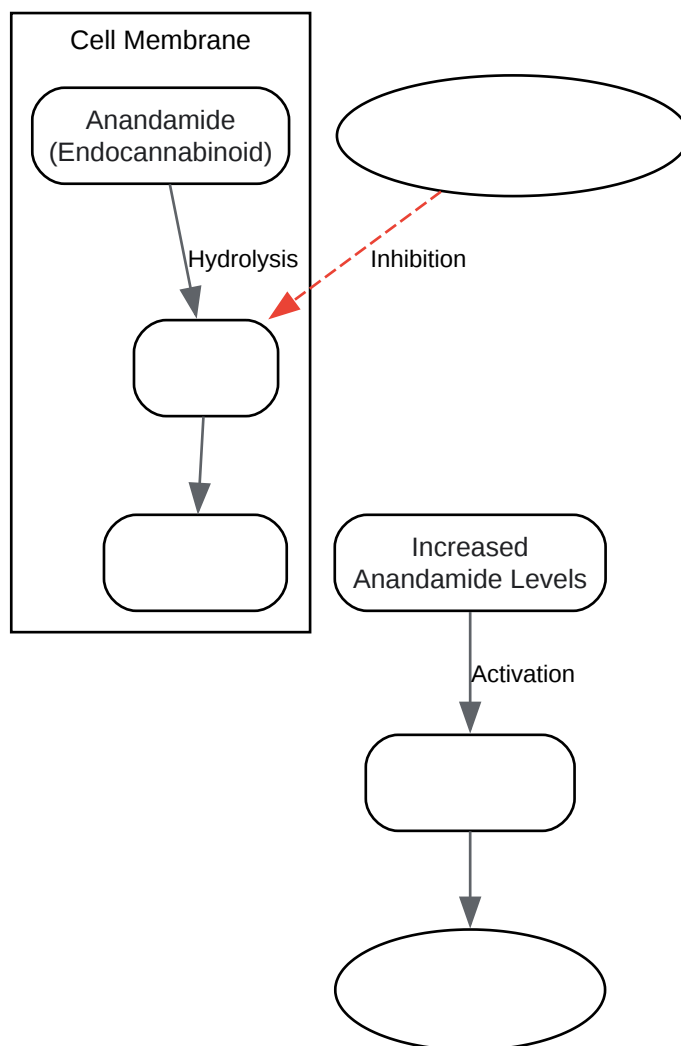 Cell Membrane
Anandamide
(Endocannabinoid)
Hydrolysis
Inhibition
Increased
Anandamide Levels
Activation